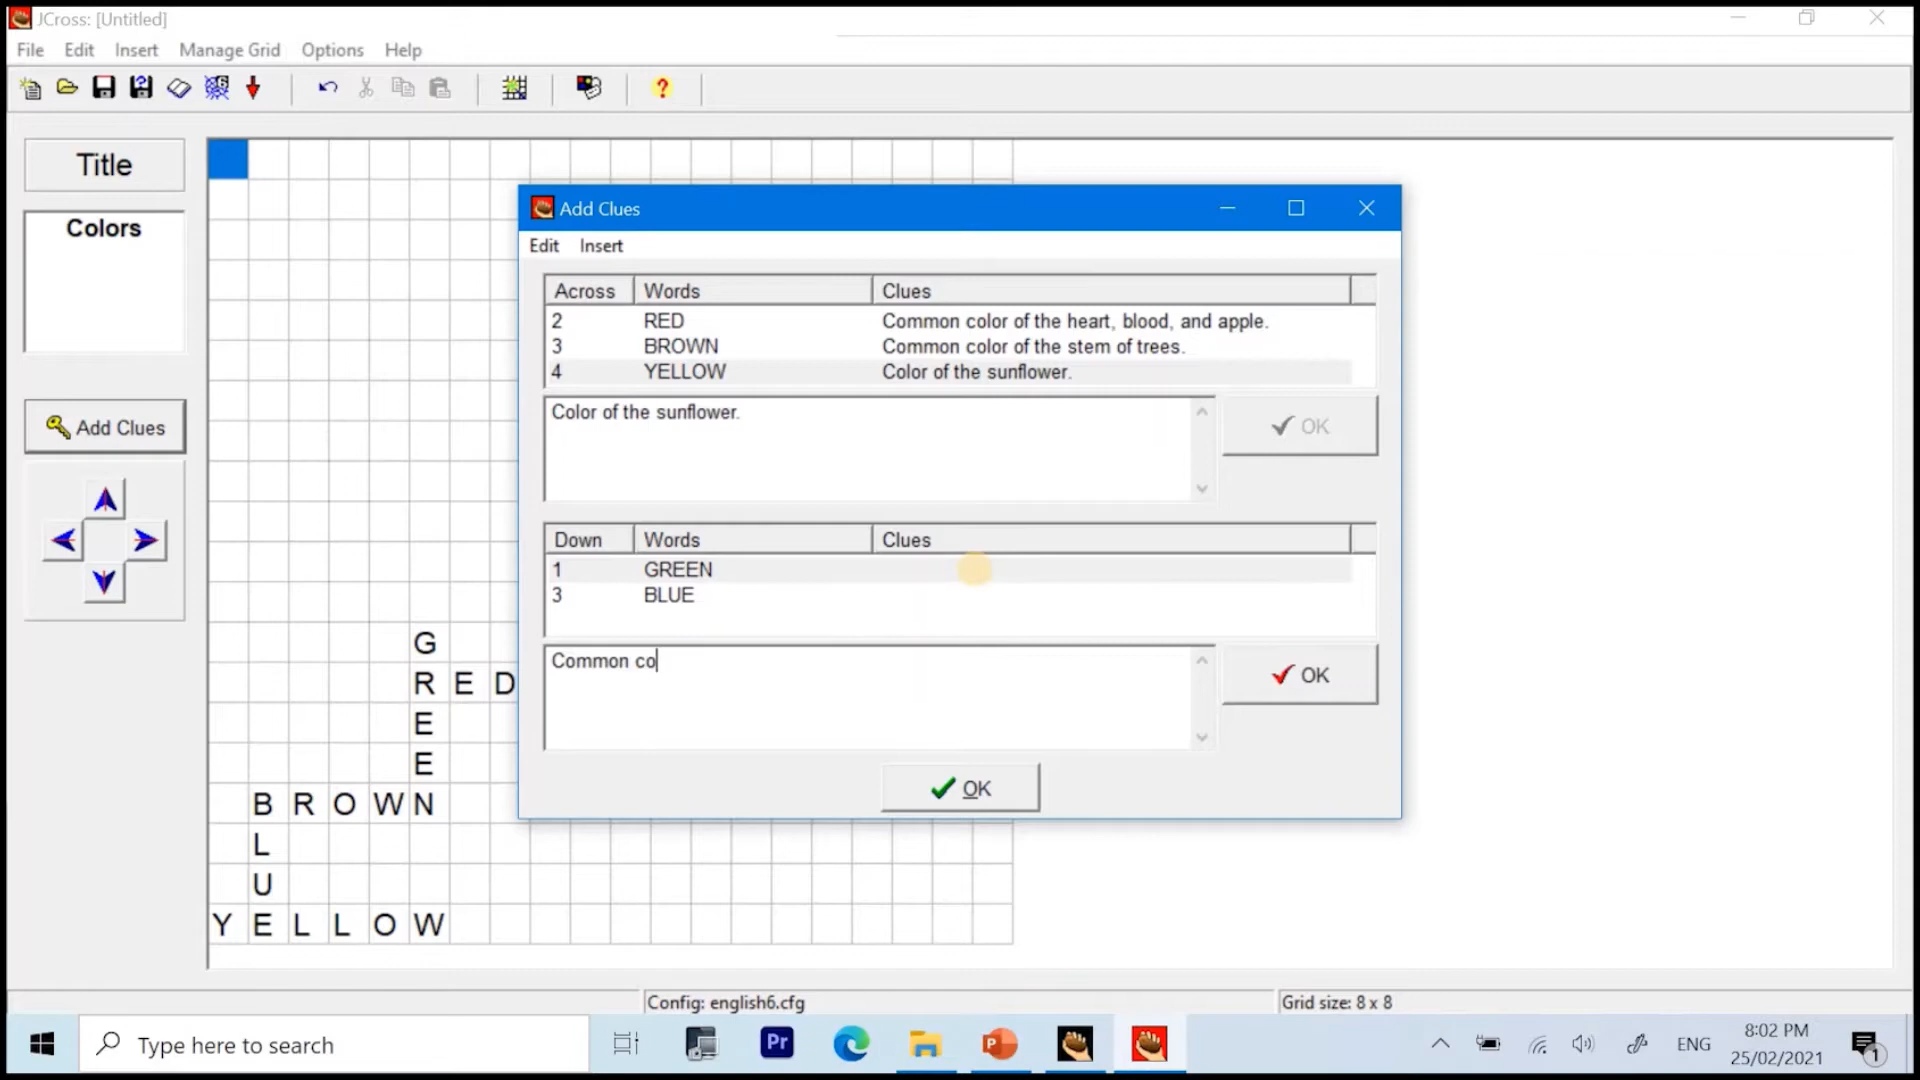 JCross: [Untitled]
File Edit Insert Manage Grid Options Help
Title
Colors
Add Clues
G
R E D
E
E
B R O W N
L
U
Y E L L O W
Add Clues
Edit Insert
Across Words Clues
2 RED Common color of the heart, blood, and apple.
3 BROWN Common color of the stem of trees.
4 YELLOW Color of the sunflower.
Color of the sunflower.
OK
Down Words Clues
1 GREEN
3 BLUE
Common co
OK
OK
Config: english6.cfg
Grid size: 8 x 8
Type here to search
Pr
ENG
8:02 PM
25/02/2021
1